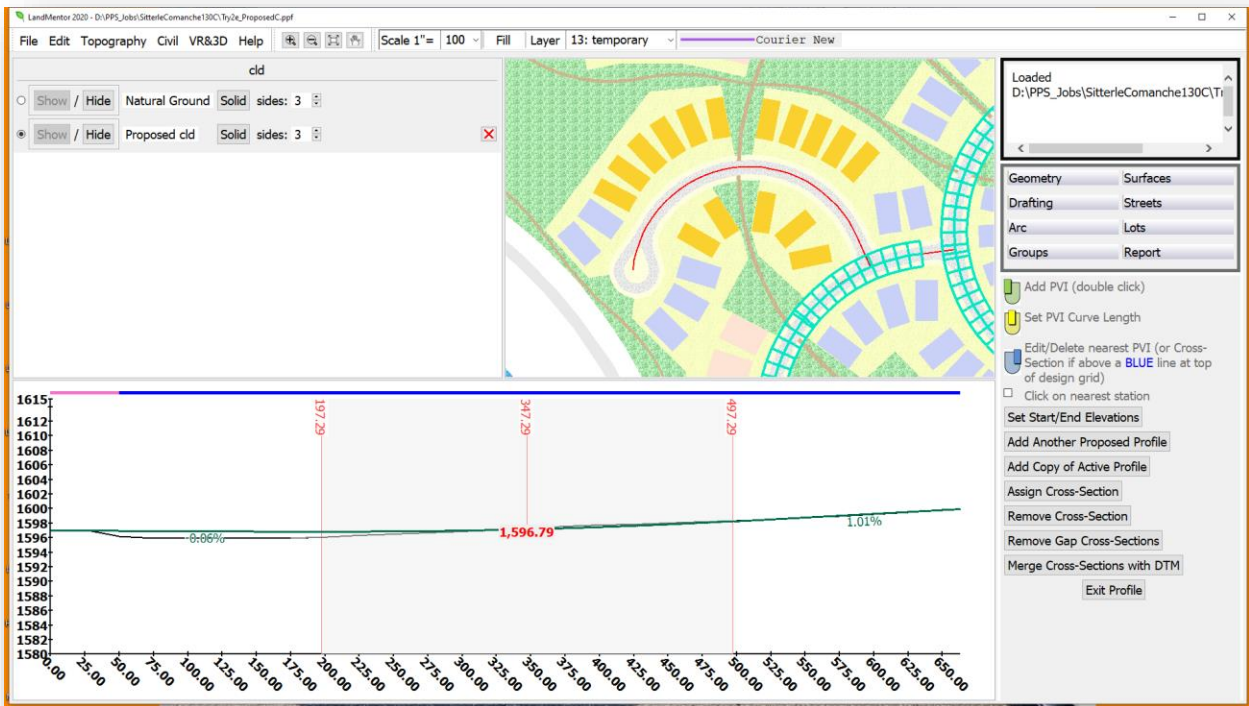 LandMentor 2020 - D:\PPS_Jobs\SitterleComanche130C\Try2e_ProposedC.ppf
File Edit Topography Civil VR&3D Help Scale 1"= 100 Fill Layer 13: temporary Courier New
cld
Show / Hide Natural Ground Solid sides: 3
Show / Hide Proposed cld Solid sides: 3
Loaded
D:\PPS_Jobs\SitterleComanche130C\Tr
Geometry Surfaces
Drafting Streets
Arc Lots
Groups Report
Add PVI (double click)
Set PVI Curve Length
Edit/Delete nearest PVI (or Cross-
Section if above a BLUE line at top
of design grid)
Click on nearest station
Set Start/End Elevations
Add Another Proposed Profile
Add Copy of Active Profile
Assign Cross-Section
Remove Cross-Section
Remove Gap Cross-Sections
Merge Cross-Sections with DTM
Exit Profile
1615
1612
1610
1608
1606
1604
1602
1600
1598
1596
1594
1592
1590
1588
1586
1584
1582
1580
197.29
347.29
497.29
0.06%
1,596.79
1.01%
0.00 25.00 50.00 75.00 100.00 125.00 150.00 175.00 200.00 225.00 250.00 275.00 300.00 325.00 350.00 375.00 400.00 425.00 450.00 475.00 500.00 525.00 550.00 575.00 600.00 625.00 650.00